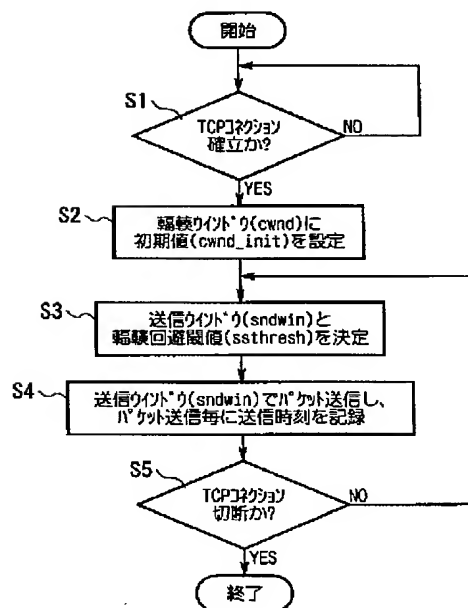 開始
S1
TCPコネクション
確立か?
NO
YES
S2
輻輳ウインドウ(cwnd)に
初期値(cwnd_init)を設定
S3
送信ウインドウ(sndwin)と
輻輳回避閾値(ssthresh)を決定
S4
送信ウインドウ(sndwin)でパケット送信し、
パケット送信毎に送信時刻を記録
S5
TCPコネクション
切断か?
NO
YES
終了